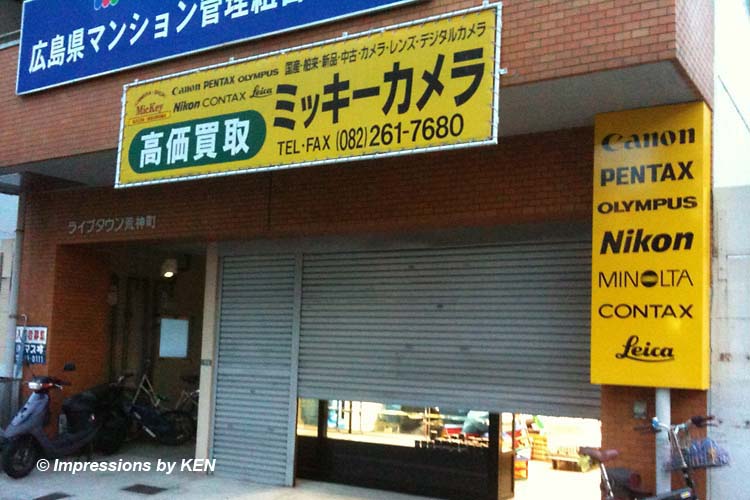 広島県マンション管理組合
国産・舶来・新品・中古・カメラ・レンズ・デジタルカメラ
Canon PENTAX OLYMPUS
Nikon CONTAX Leica
MicKey
ミッキーカメラ
高価買取
TEL・FAX (082)261-7680
ライブタウン荒神町
Canon
PENTAX
OLYMPUS
Nikon
MINOLTA
CONTAX
Leica
© Impressions by KEN